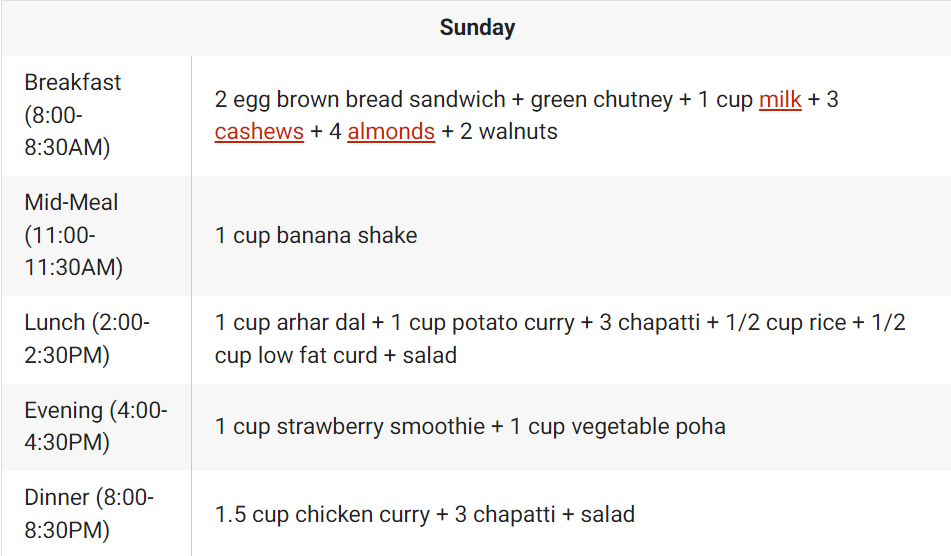 Sunday
Breakfast
(8:00-
8:30AM)
2 egg brown bread sandwich + green chutney + 1 cup milk + 3
cashews + 4 almonds + 2 walnuts
Mid-Meal
(11:00-
11:30AM)
1 cup banana shake
Lunch (2:00-
2:30PM)
1 cup arhar dal + 1 cup potato curry + 3 chapatti + 1/2 cup rice + 1/2
cup low fat curd + salad
Evening (4:00-
4:30PM)
1 cup strawberry smoothie + 1 cup vegetable poha
Dinner (8:00-
8:30PM)
1.5 cup chicken curry + 3 chapatti + salad